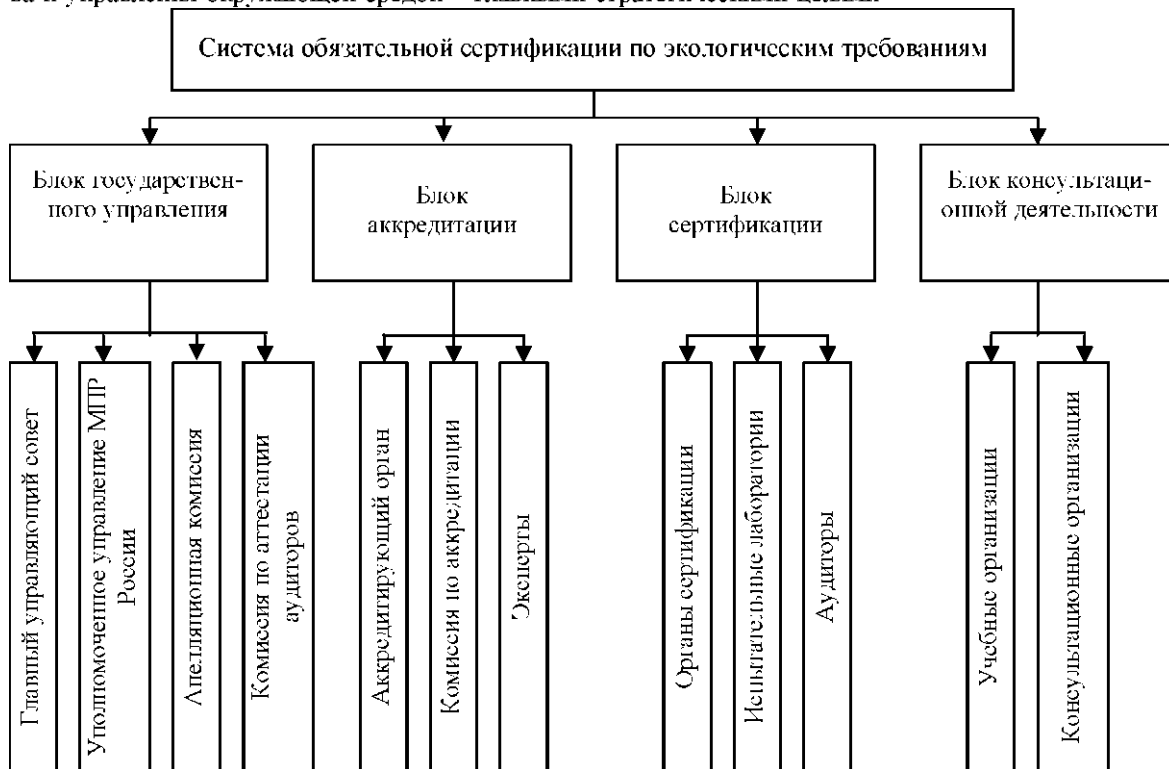 Система обязательной сертификации по экологическим требованиям
Блок государствен-
ного управления
Блок
аккредитации
Блок
сертификации
Блок консультаци-
онной деятельности
Главный управляющий совет
Уполномоченное управление МПР
России
Апелляционная комиссия
Комиссия по аттестации
аудиторов
Аккредитирующий орган
Комиссия по аккредитации
Эксперты
Органы сертификации
Испытательные лаборатории
Аудиторы
Учебные организации
Консультационные организации